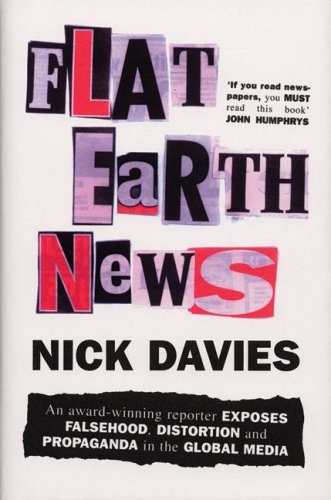 FLAT
EaRTH
NeWS
'If you read news-
papers, you MUST
read this book'
JOHN HUMPHRYS
NICK DAVIES
An award-winning reporter EXPOSES
FALSEHOOD, DISTORTION and
PROPAGANDA in the GLOBAL MEDIA